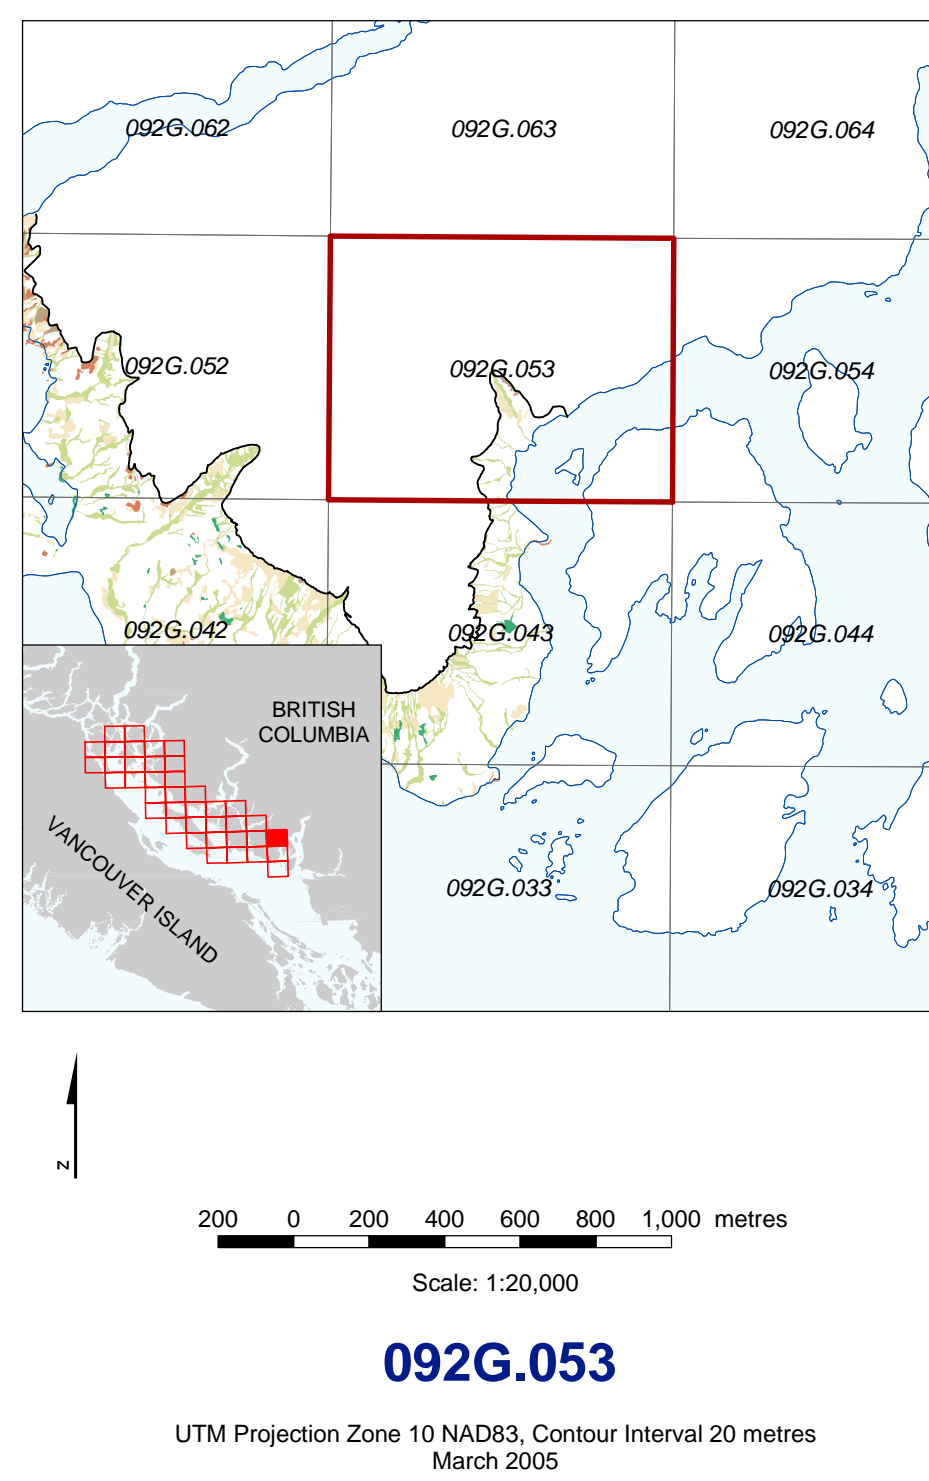 092G.062 092G.063 092G.064
092G.052 092G.053 092G.054
092G.042 092G.043 092G.044
BRITISH
COLUMBIA
VANCOUVER ISLAND
092G.033 092G.034
N
200 0 200 400 600 800 1,000 metres
Scale: 1:20,000
092G.053
UTM Projection Zone 10 NAD83, Contour Interval 20 metres
March 2005